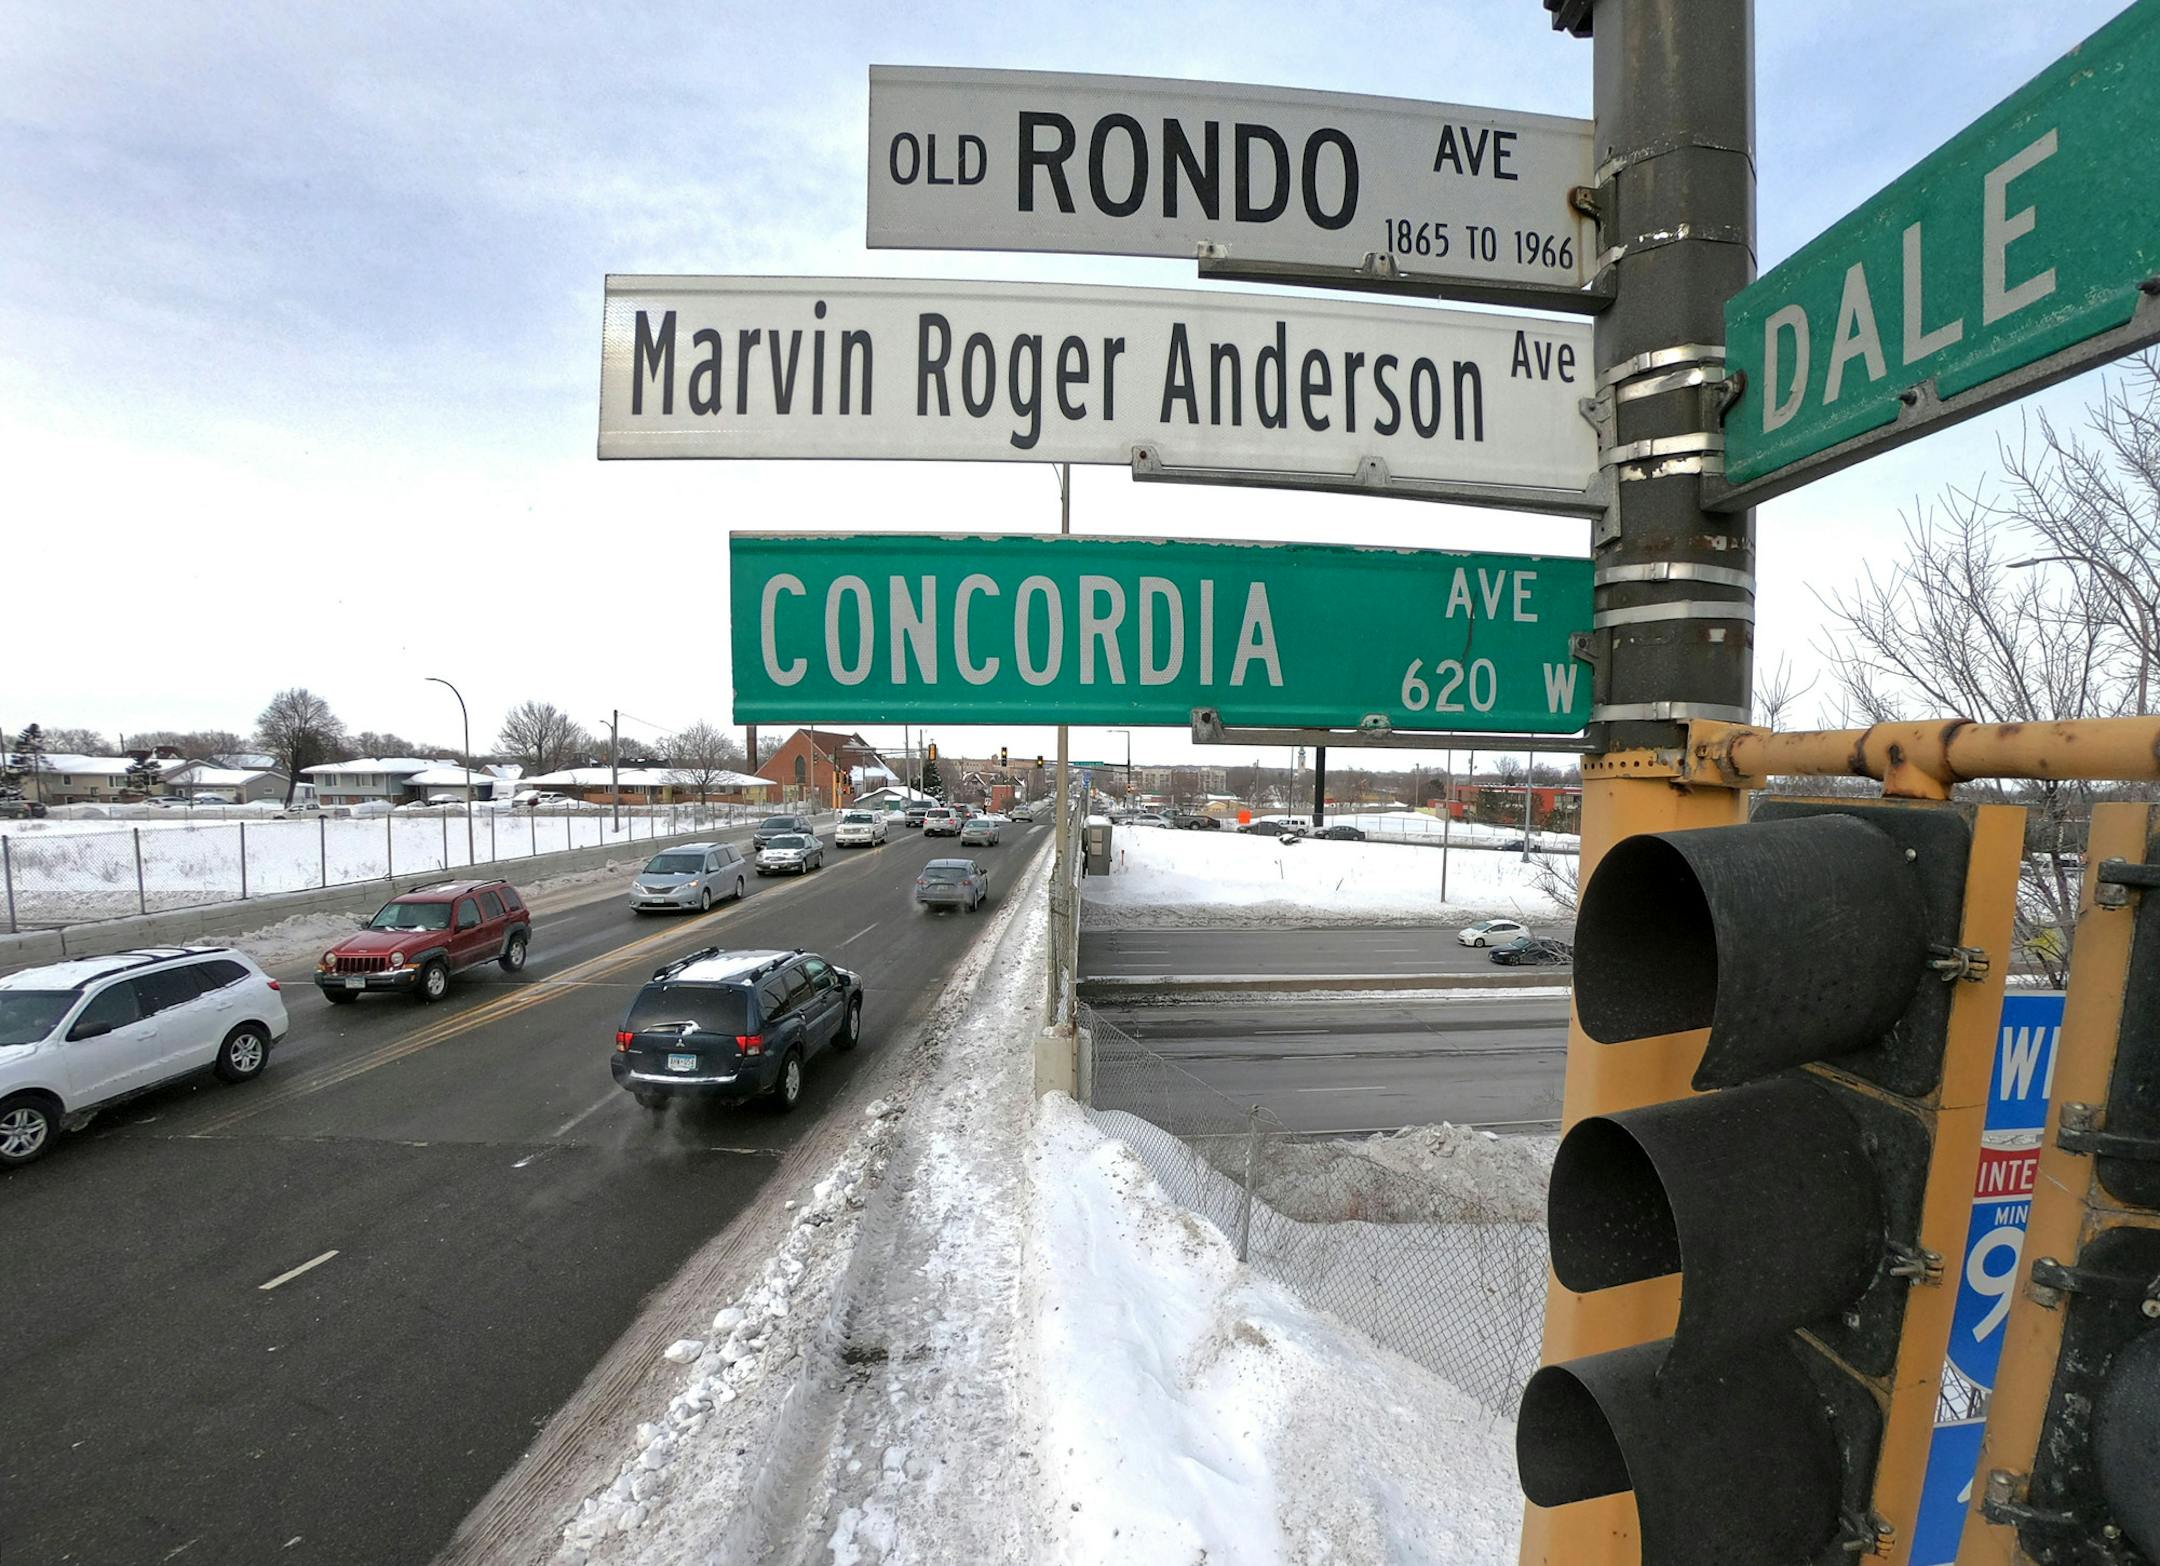 OLD RONDO AVE
1865 TO 1966
Marvin Roger Anderson Ave
CONCORDIA AVE
620 W
DALE